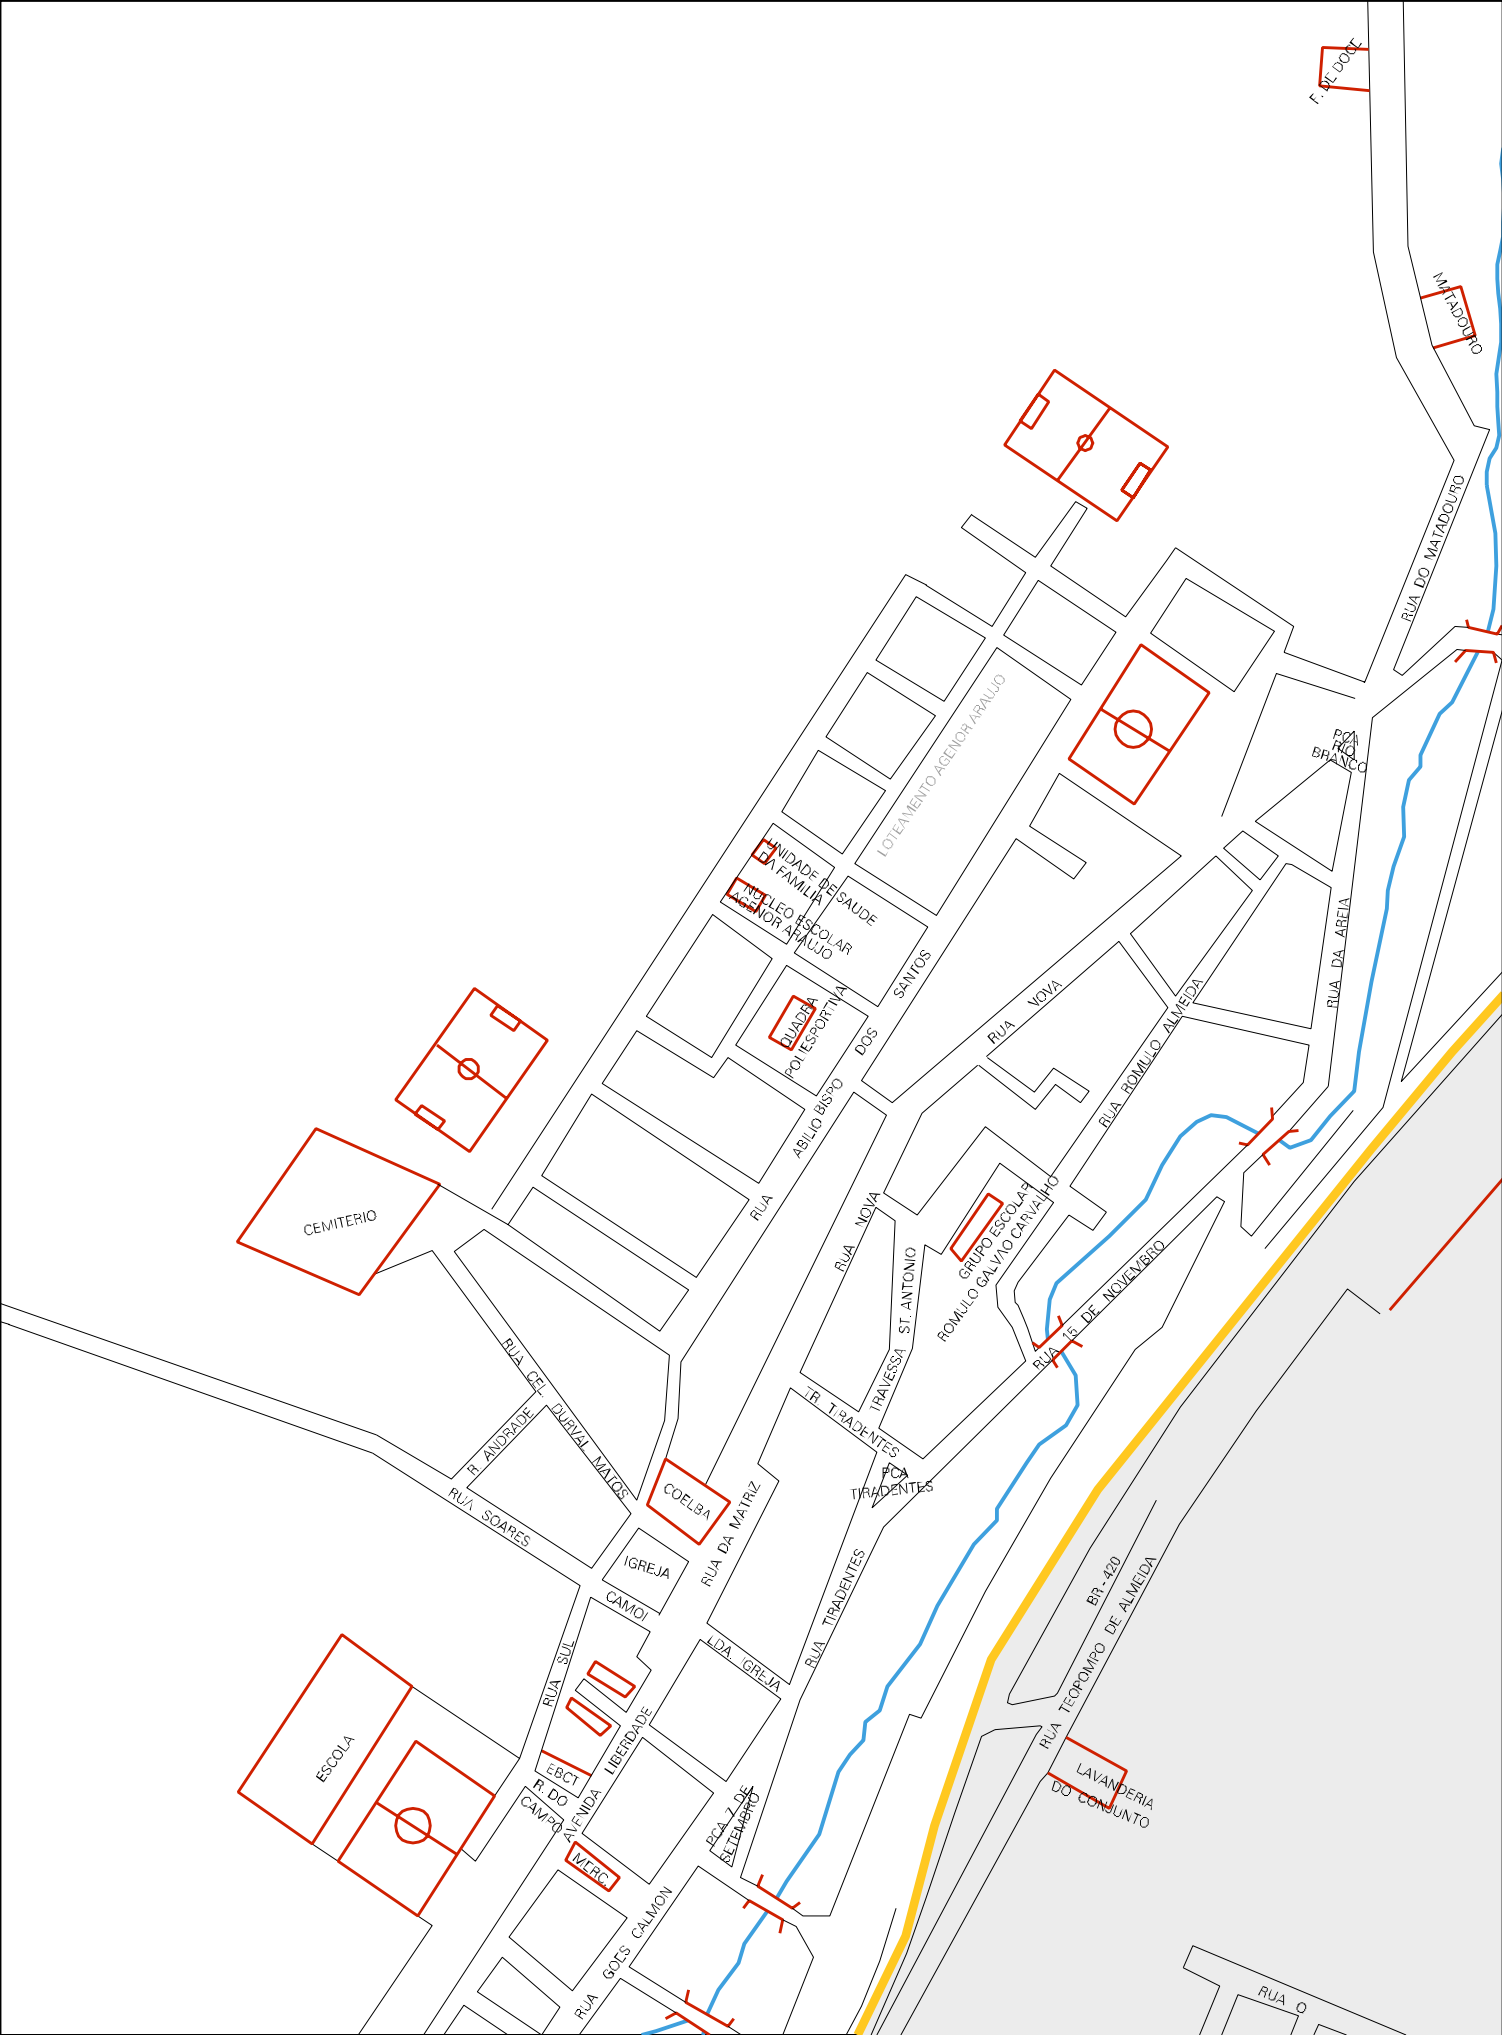 F. DE DOCE
MATADOURO
RUA DO MATADOURO
LOTEAMENTO AGENOR ARAUJO
PCA
RIO
BRANCO
UNIDADE DE SAUDE
DA FAMILIA
NUCLEO ESCOLAR
AGENOR ARAUJO
RUA DA AREIA
QUADRA
POLIESPORTIVA
RUA ABILIO BISPO DOS SANTOS
RUA NOVA
RUA ROMULO ALMEIDA
CEMITERIO
RUA NOVA
GRUPO ESCOLAR
ROMULO GALVAO CARVALHO
TRAVESSA ST. ANTONIO
RUA 15 DE NOVEMBRO
RUA CEL. DURVAL MATOS
R. ANDRADE
TR. TIRADENTES
PCA
TIRADENTES
RUA SOARES
COELBA
RUA DA MATRIZ
IGREJA
CAMOI
RUA TIRADENTES
BR - 420
RUA TEOPOMPO DE ALMEIDA
LDA. IGREJA
RUA SUL
ESCOLA
EBCT
R. DO
CAMPO
AVENIDA LIBERDADE
PCA 7 DE
SETEMBRO
LAVANDERIA
DO CONJUNTO
MERC.
RUA GOES CALMON
RUA O